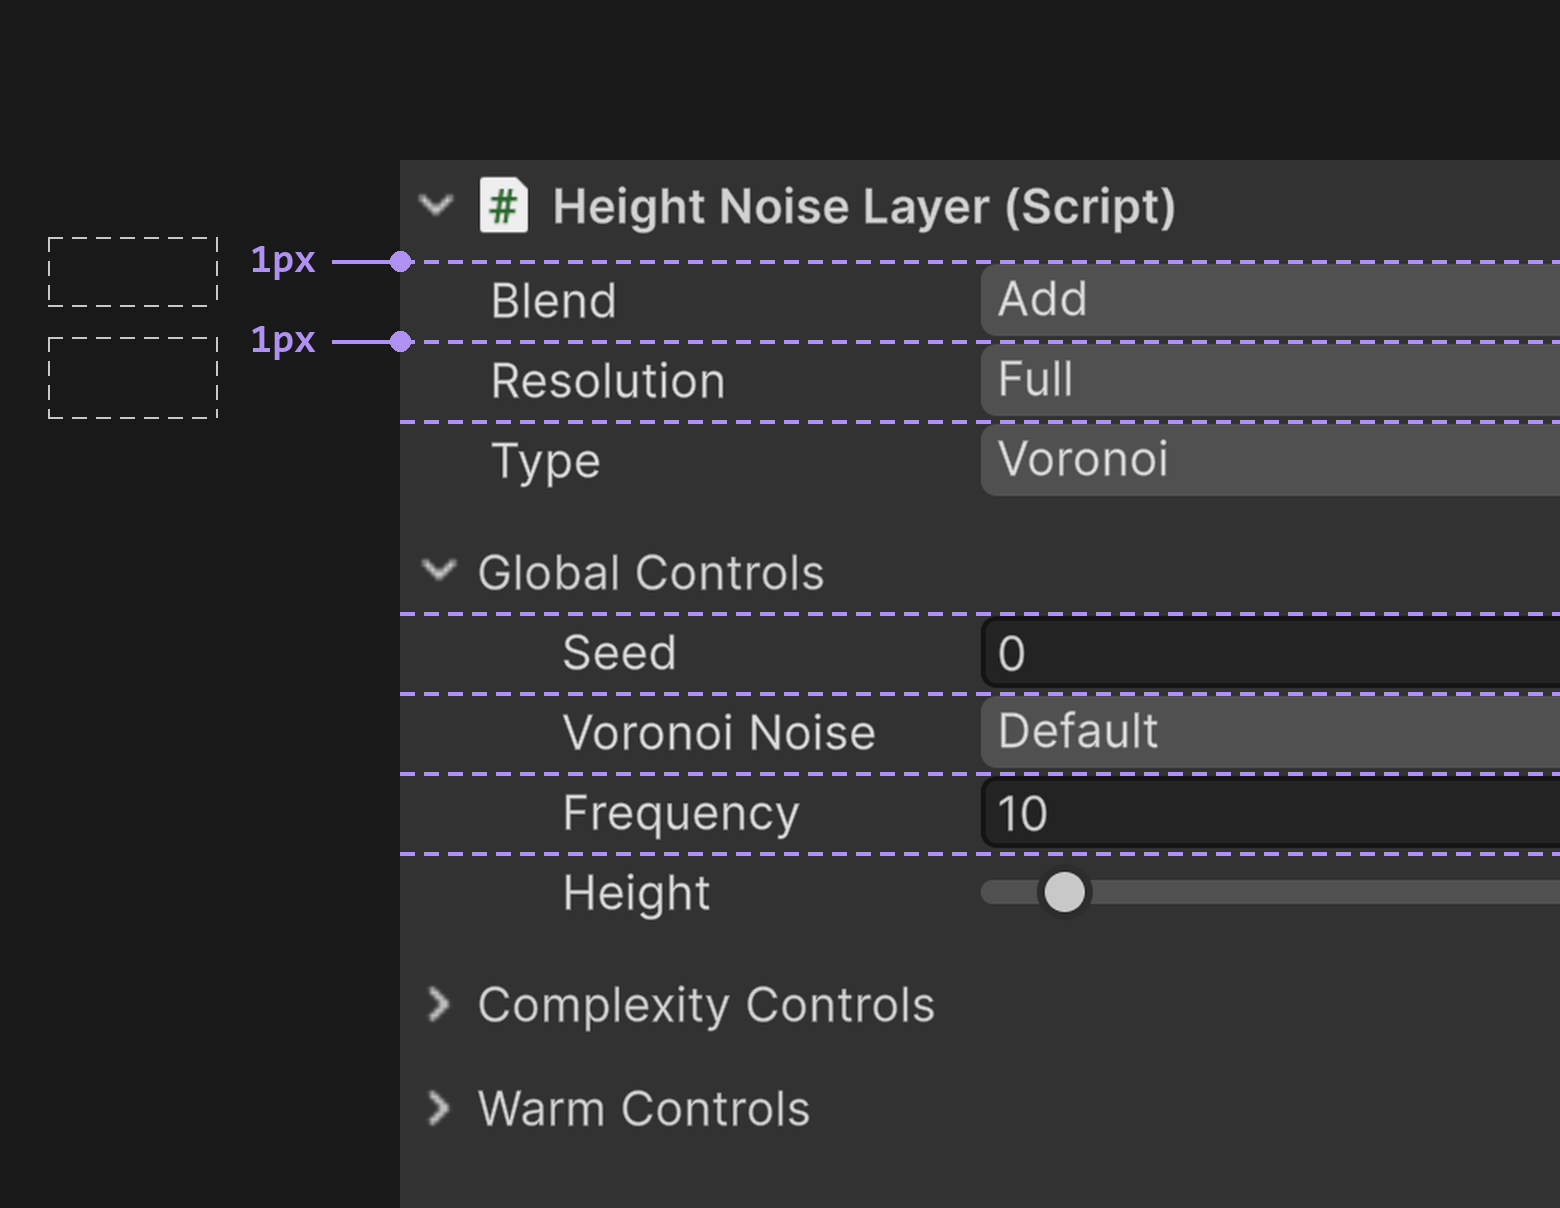 # Height Noise Layer (Script)
1px
Blend Add
1px
Resolution Full
Type Voronoi
Global Controls
Seed 0
Voronoi Noise Default
Frequency 10
Height
Complexity Controls
Warm Controls